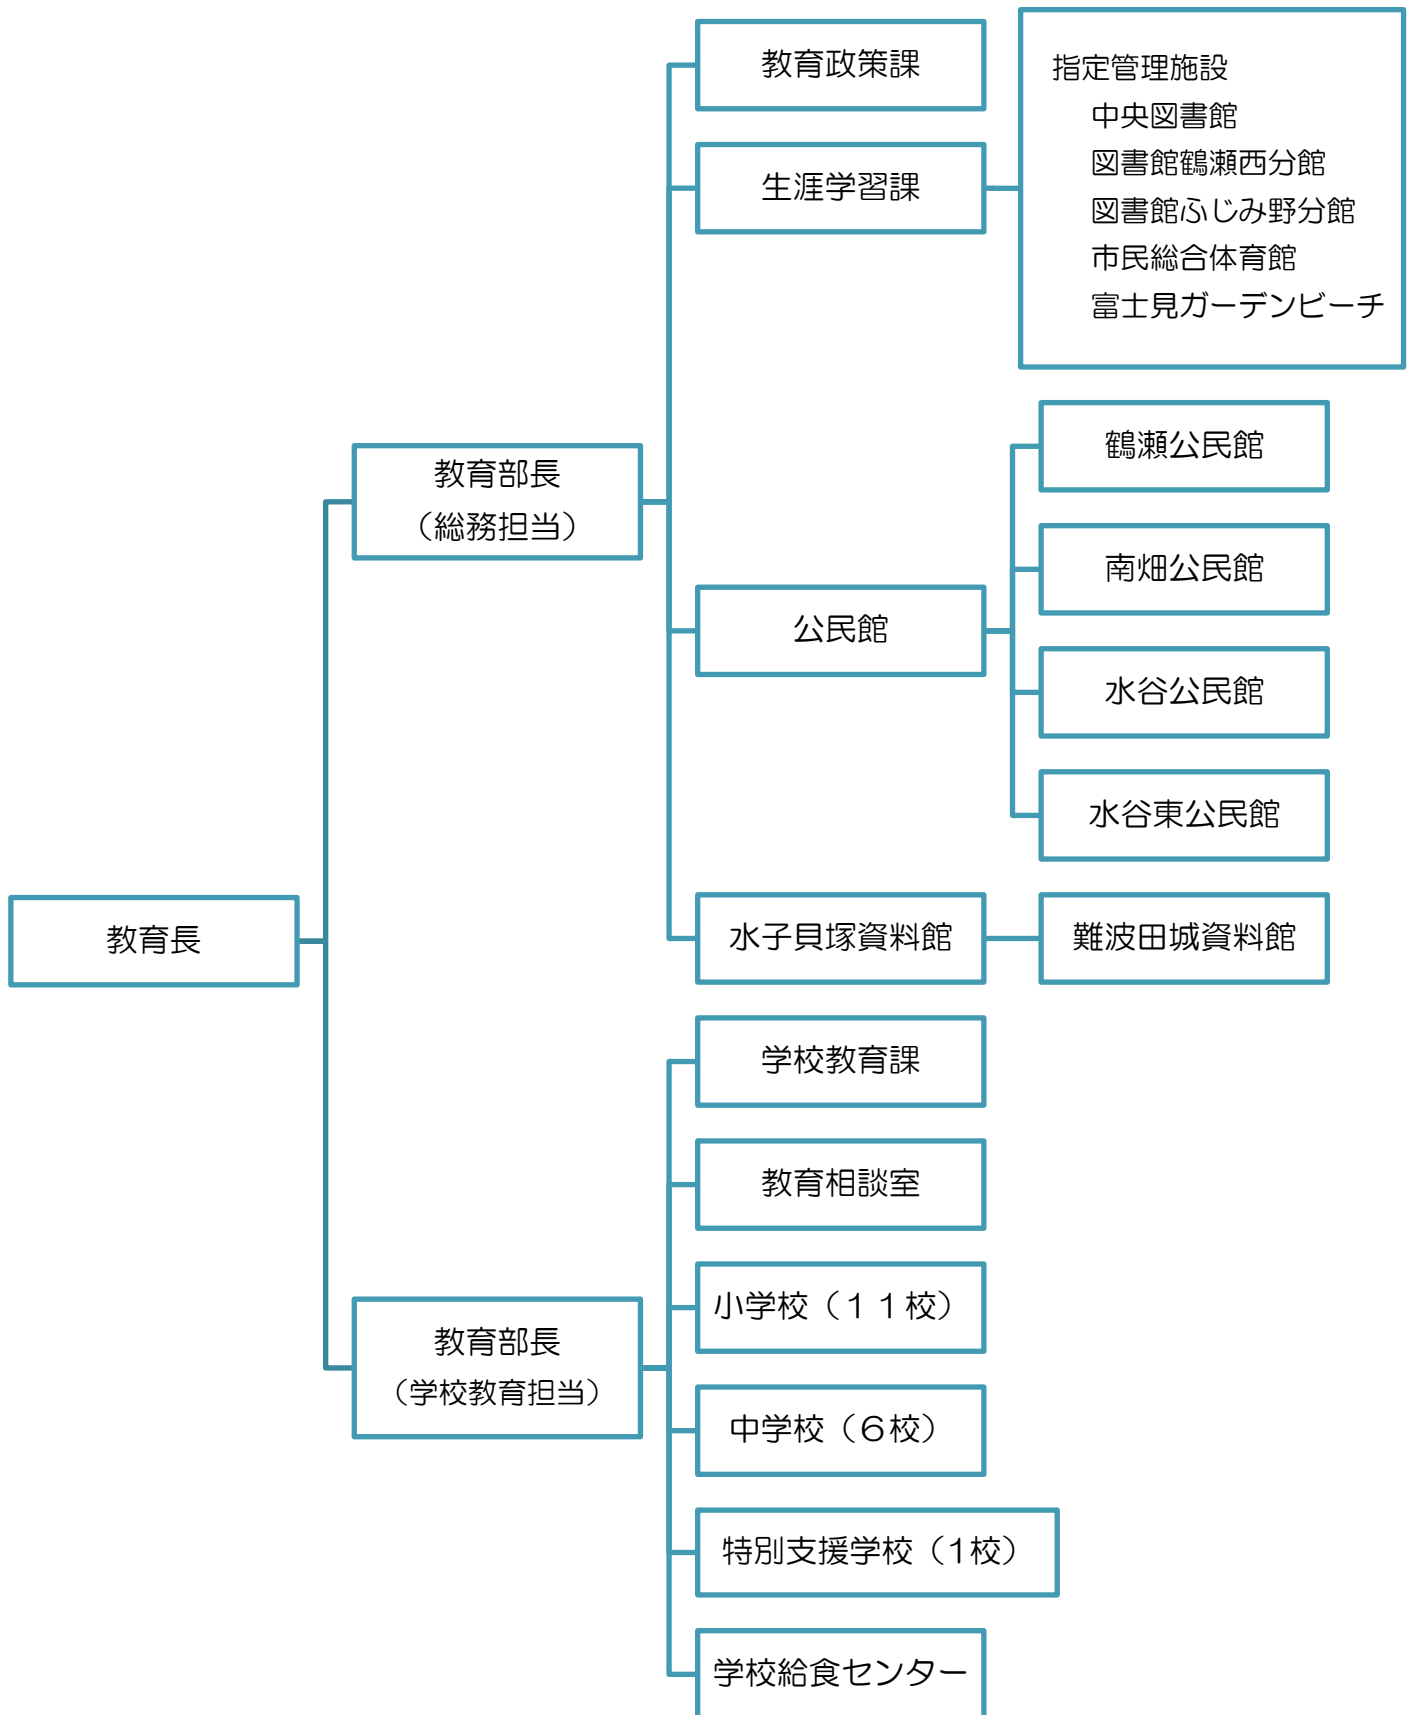 教育政策課
指定管理施設
中央図書館
図書館鶴瀬西分館
図書館ふじみ野分館
市民総合体育館
富士見ガーデンビーチ
生涯学習課
鶴瀬公民館
教育部長
（総務担当）
南畑公民館
公民館
水谷公民館
水谷東公民館
教育長
水子貝塚資料館
難波田城資料館
学校教育課
教育相談室
小学校（１１校）
教育部長
（学校教育担当）
中学校（６校）
特別支援学校（1校）
学校給食センター